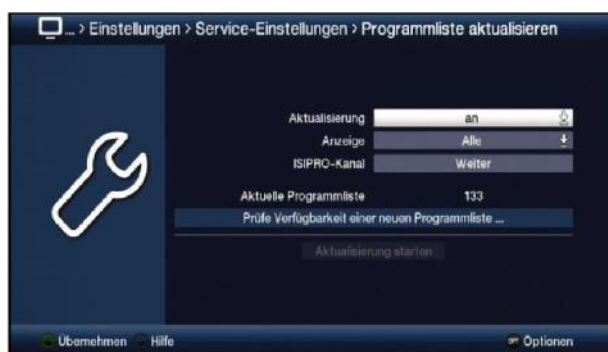 ... > Einstellungen > Service-Einstellungen > Programmliste aktualisieren
Aktualisierung an
Anzeige Alle
ISIPRO-Kanal Weiter
Aktuelle Programmliste 133
Prüfe Verfügbarkeit einer neuen Programmliste ...
Aktualisierung starten
Übernehmen Hilfe Optionen